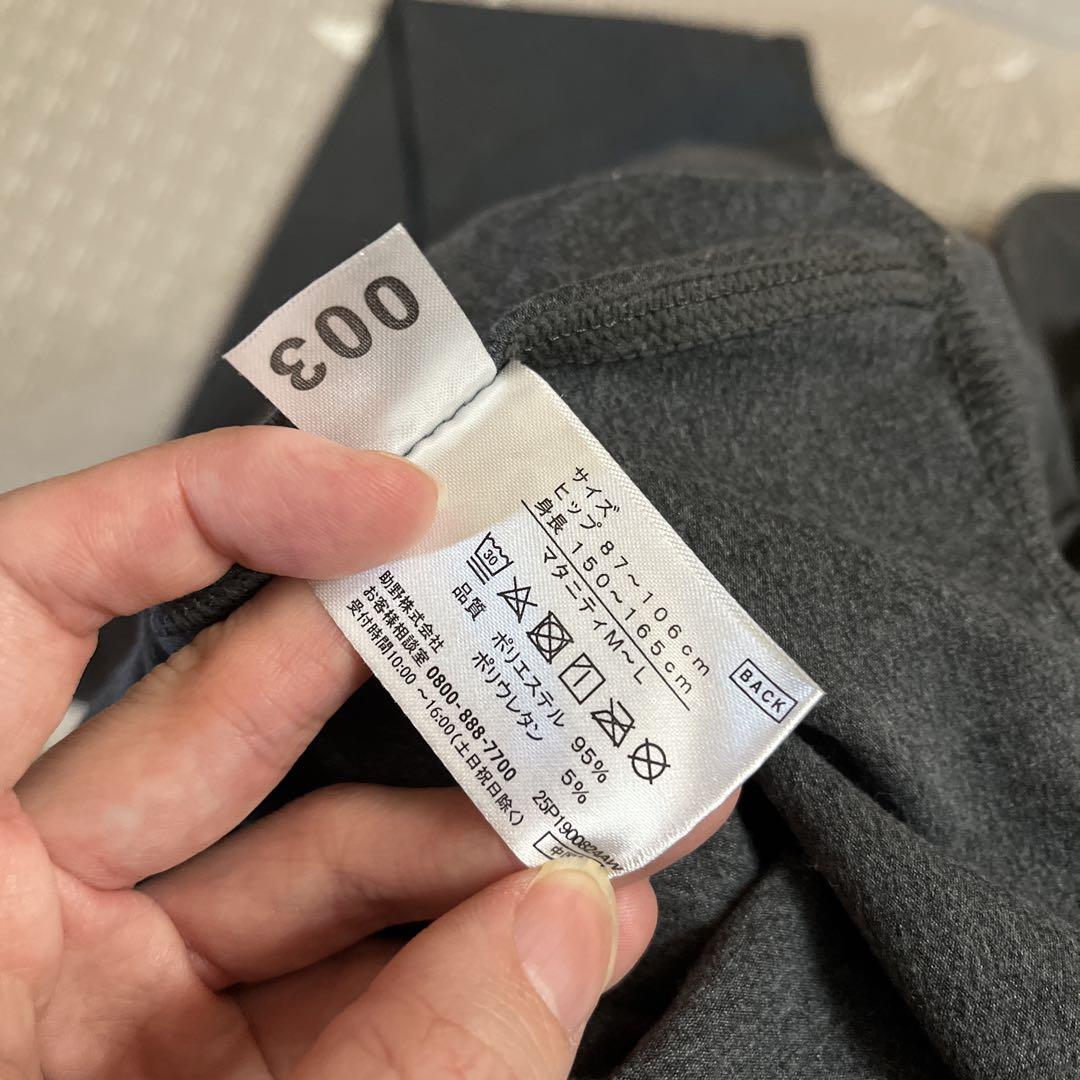 003
サイズ
ヒップ 87～106cm
身長 150～165cm
マタニティM～L
30
品質 ポリエステル 95%
ポリウレタン 5%
助野株式会社
お客様相談室 0800-888-7700
受付時間10:00 ～16:00(土日祝日除く)
BACK